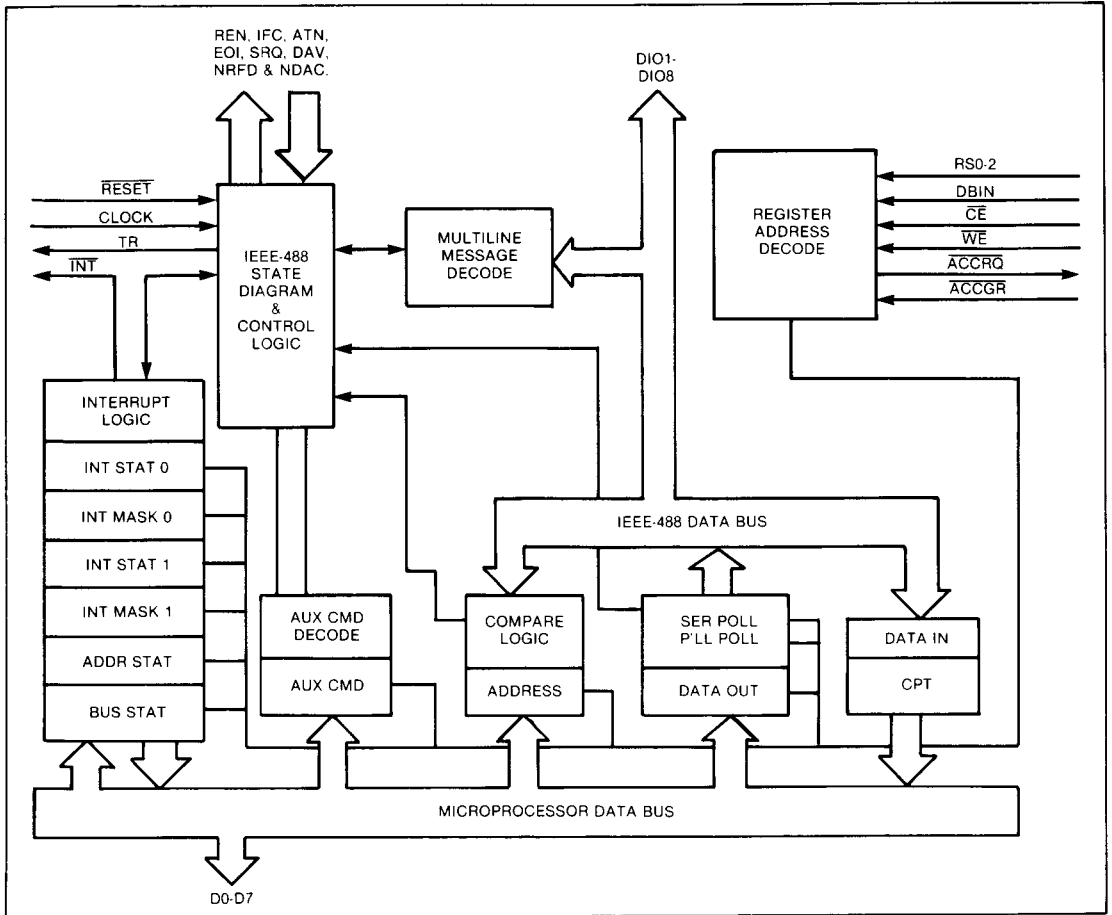 REN, IFC, ATN,
EOI, SRQ, DAV,
NRFD & NDAC.
DIO1-
DIO8
RESET
CLOCK
TR
INT
IEEE-488
STATE
DIAGRAM
&
CONTROL
LOGIC
MULTILINE
MESSAGE
DECODE
REGISTER
ADDRESS
DECODE
RS0-2
DBIN
CE
WE
ACCRQ
ACCGR
INTERRUPT
LOGIC
INT STAT 0
INT MASK 0
INT STAT 1
INT MASK 1
ADDR STAT
BUS STAT
IEEE-488 DATA BUS
AUX CMD
DECODE
AUX CMD
COMPARE
LOGIC
ADDRESS
SER POLL
P'LL POLL
DATA OUT
DATA IN
CPT
MICROPROCESSOR DATA BUS
D0-D7